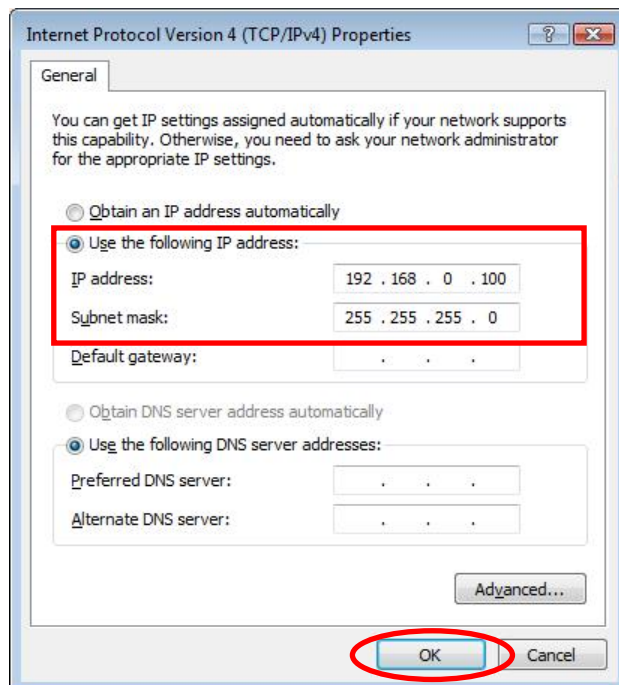 Internet Protocol Version 4 (TCP/IPv4) Properties
General
You can get IP settings assigned automatically if your network supports
this capability. Otherwise, you need to ask your network administrator
for the appropriate IP settings.
Obtain an IP address automatically
Use the following IP address:
IP address: 192 . 168 . 0 . 100
Subnet mask: 255 . 255 . 255 . 0
Default gateway: . . .
Obtain DNS server address automatically
Use the following DNS server addresses:
Preferred DNS server: . . .
Alternate DNS server: . . .
Advanced...
OK Cancel